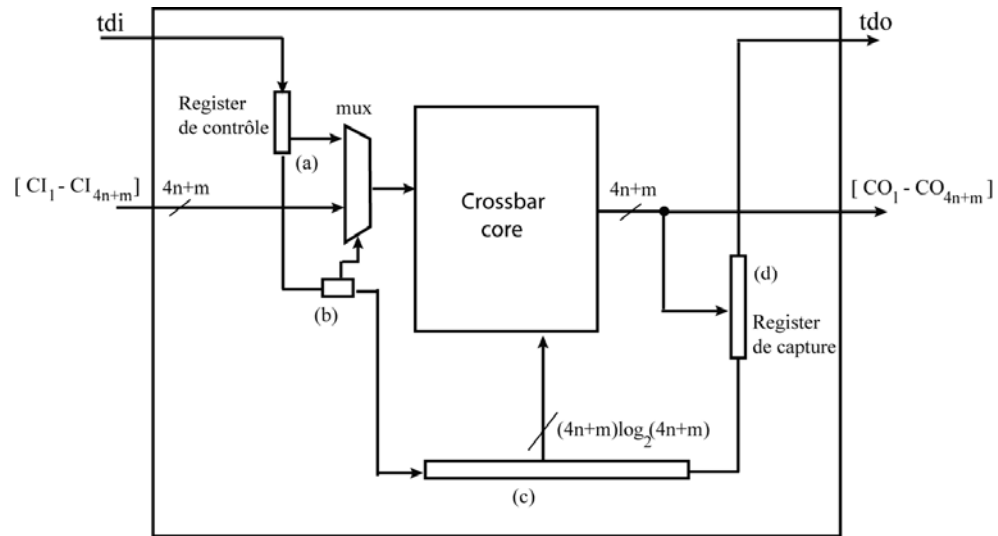 tdi
tdo
Register
de contrôle
mux
(a)
[ CI1 - CI4n+m]
4n+m
Crossbar
core
4n+m
[ CO1 - CO4n+m]
(b)
(d)
Register
de capture
(4n+m)log2(4n+m)
(c)